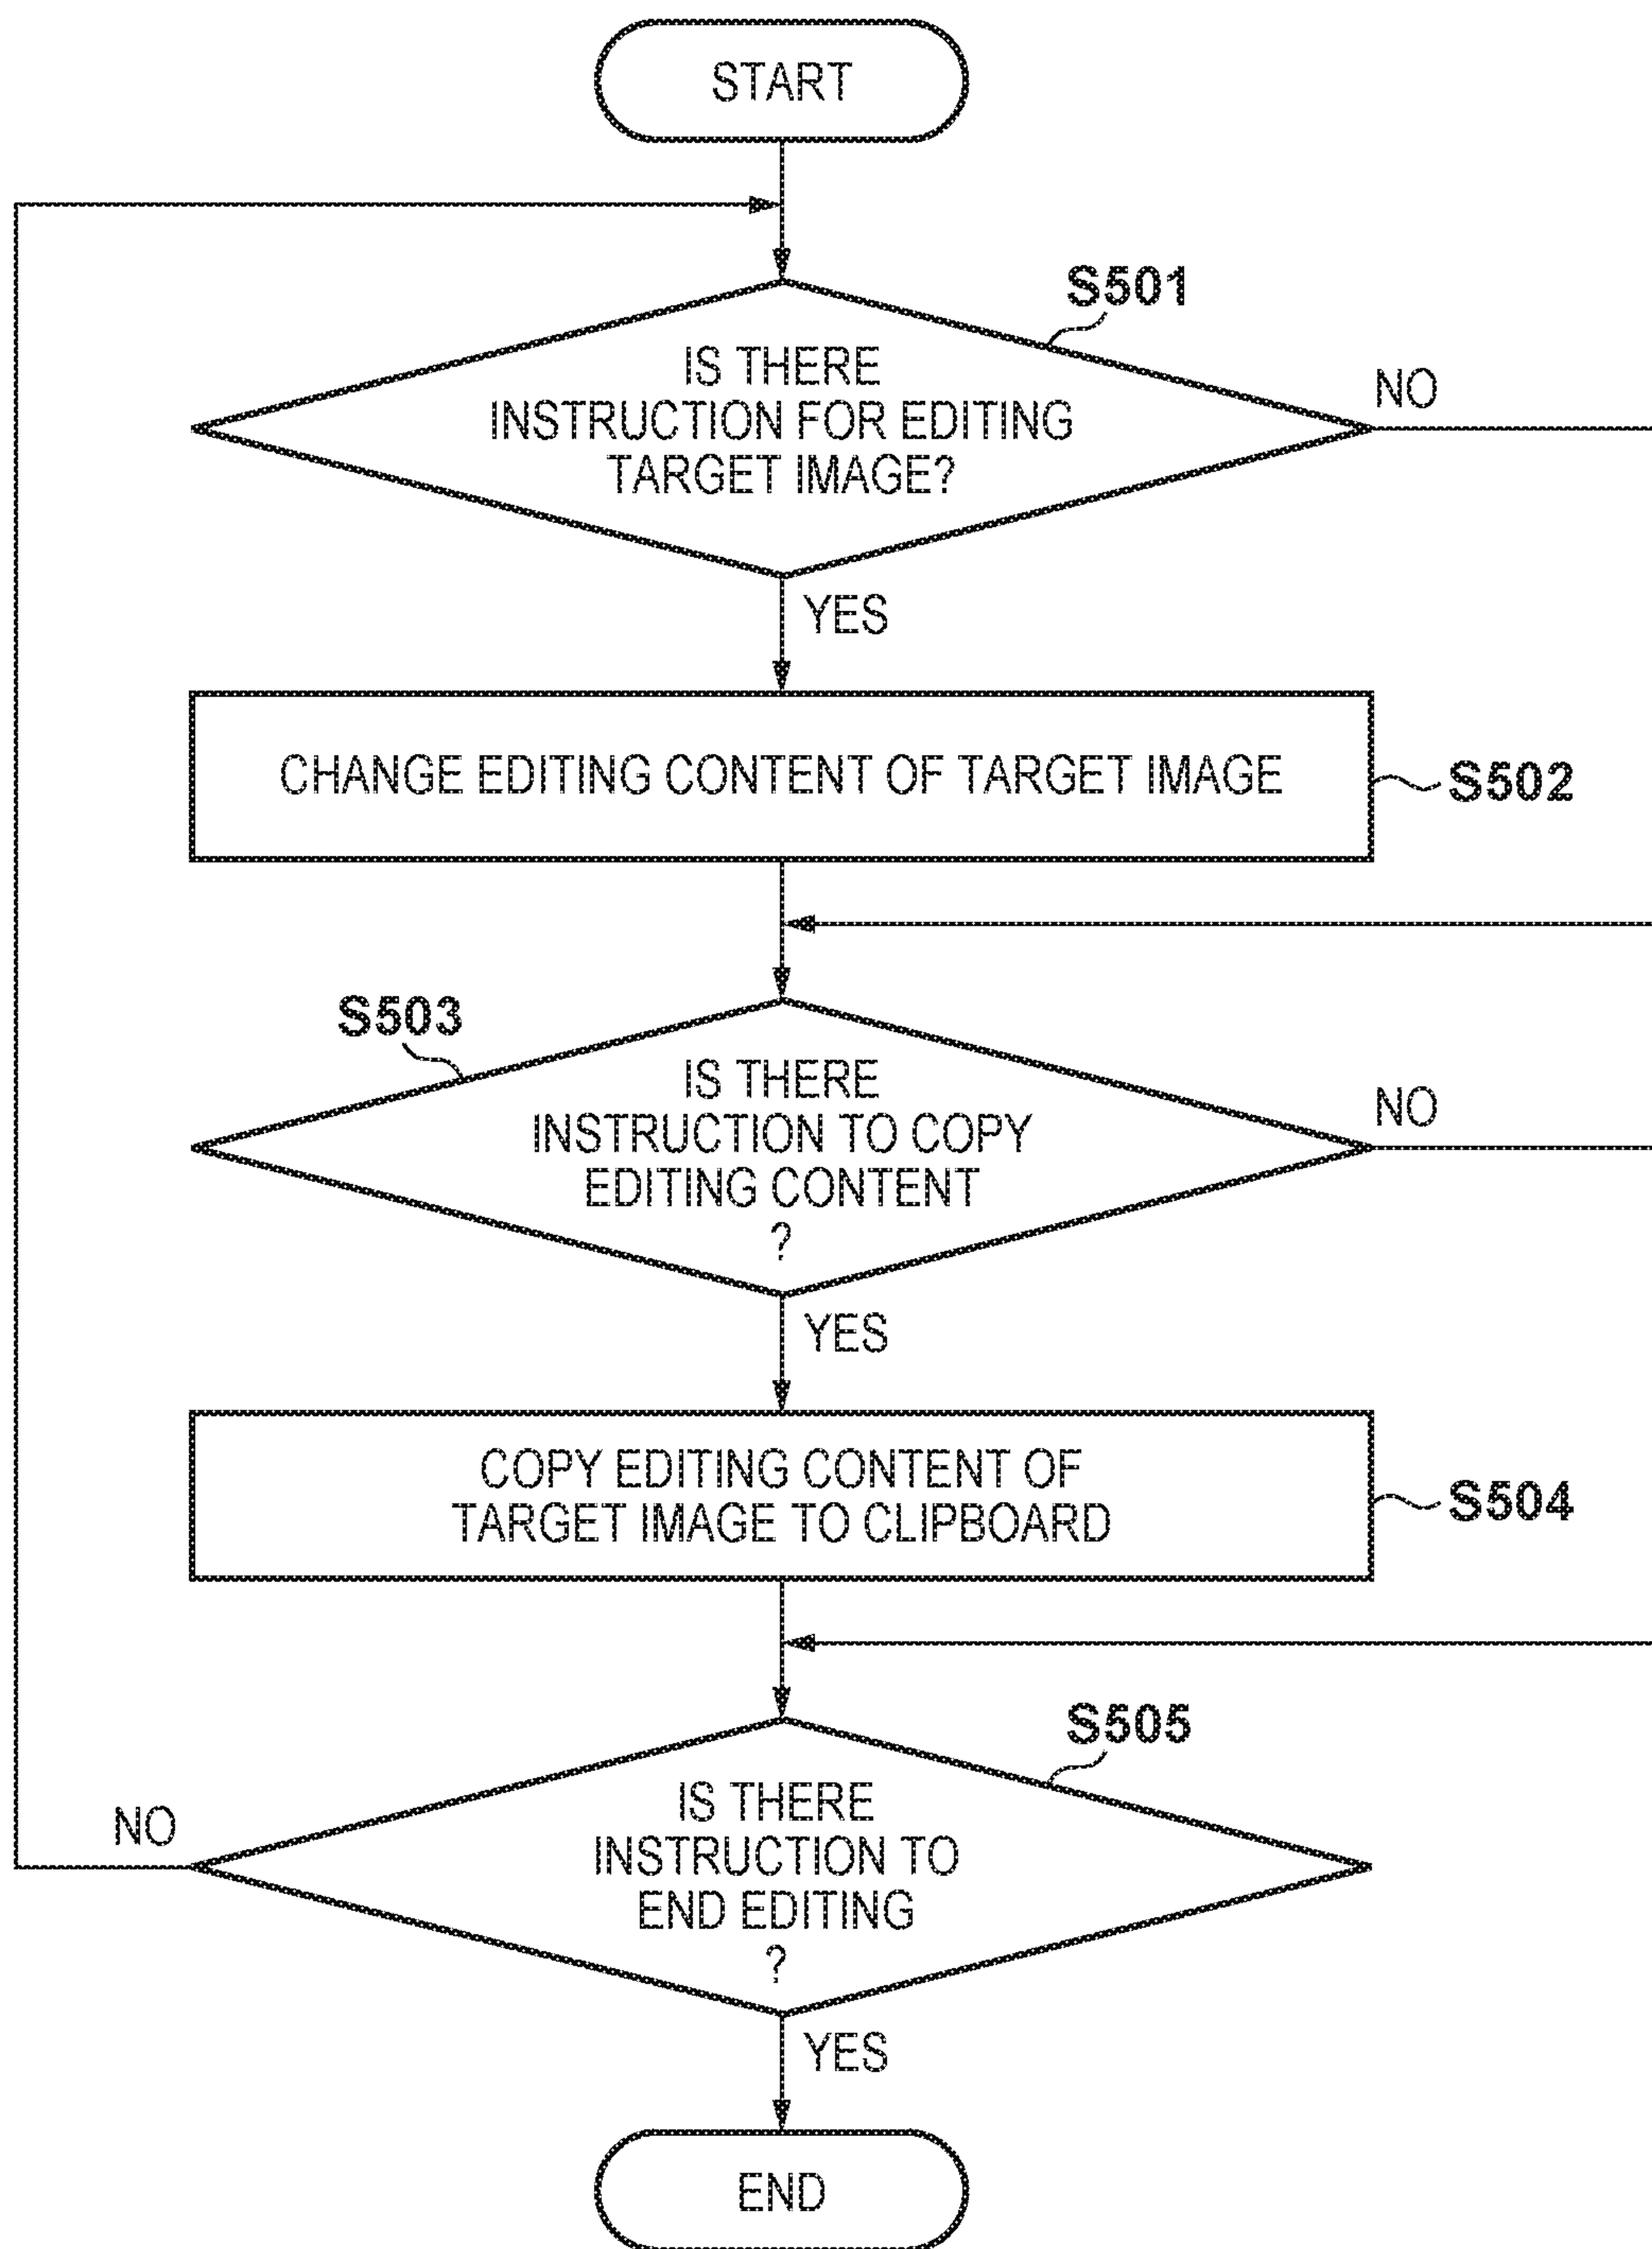 START
S501
IS THERE
INSTRUCTION FOR EDITING
TARGET IMAGE?
NO
YES
CHANGE EDITING CONTENT OF TARGET IMAGE
S502
S503
IS THERE
INSTRUCTION TO COPY
EDITING CONTENT
?
NO
YES
COPY EDITING CONTENT OF
TARGET IMAGE TO CLIPBOARD
S504
S505
IS THERE
INSTRUCTION TO
END EDITING
?
NO
YES
END